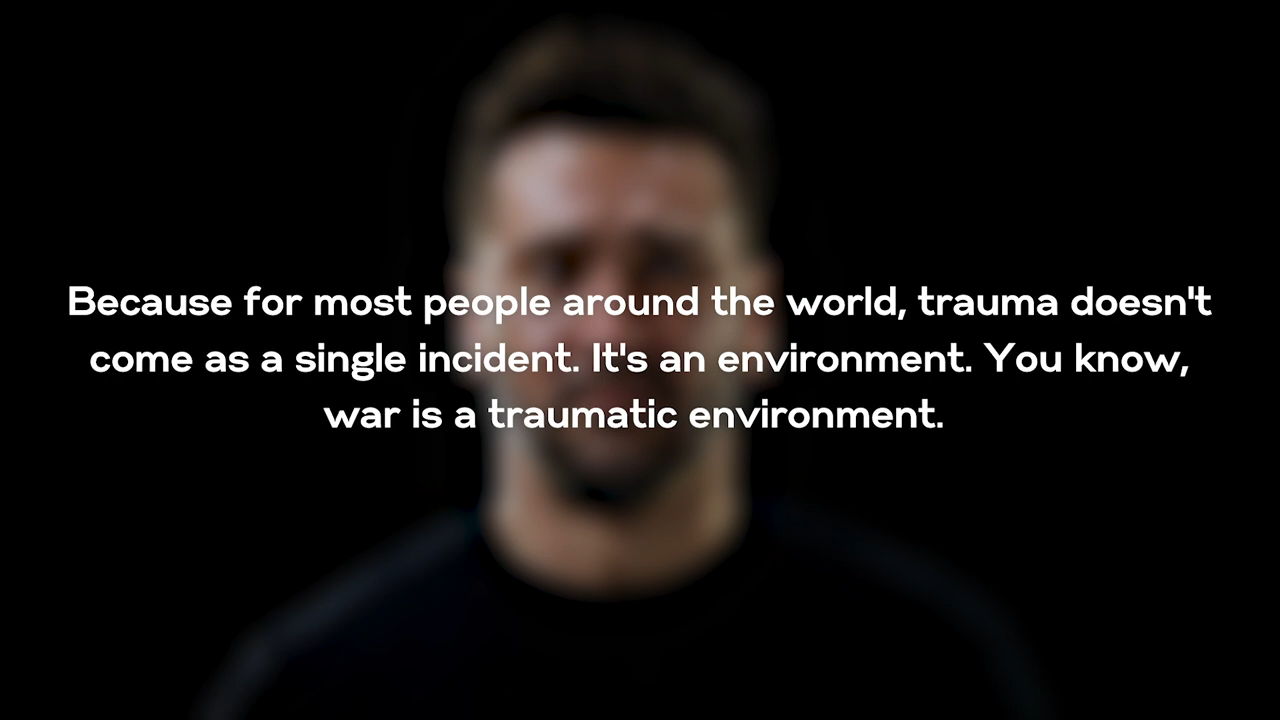 Because for most people around the world, trauma doesn't
come as a single incident. It's an environment. You know,
war is a traumatic environment.